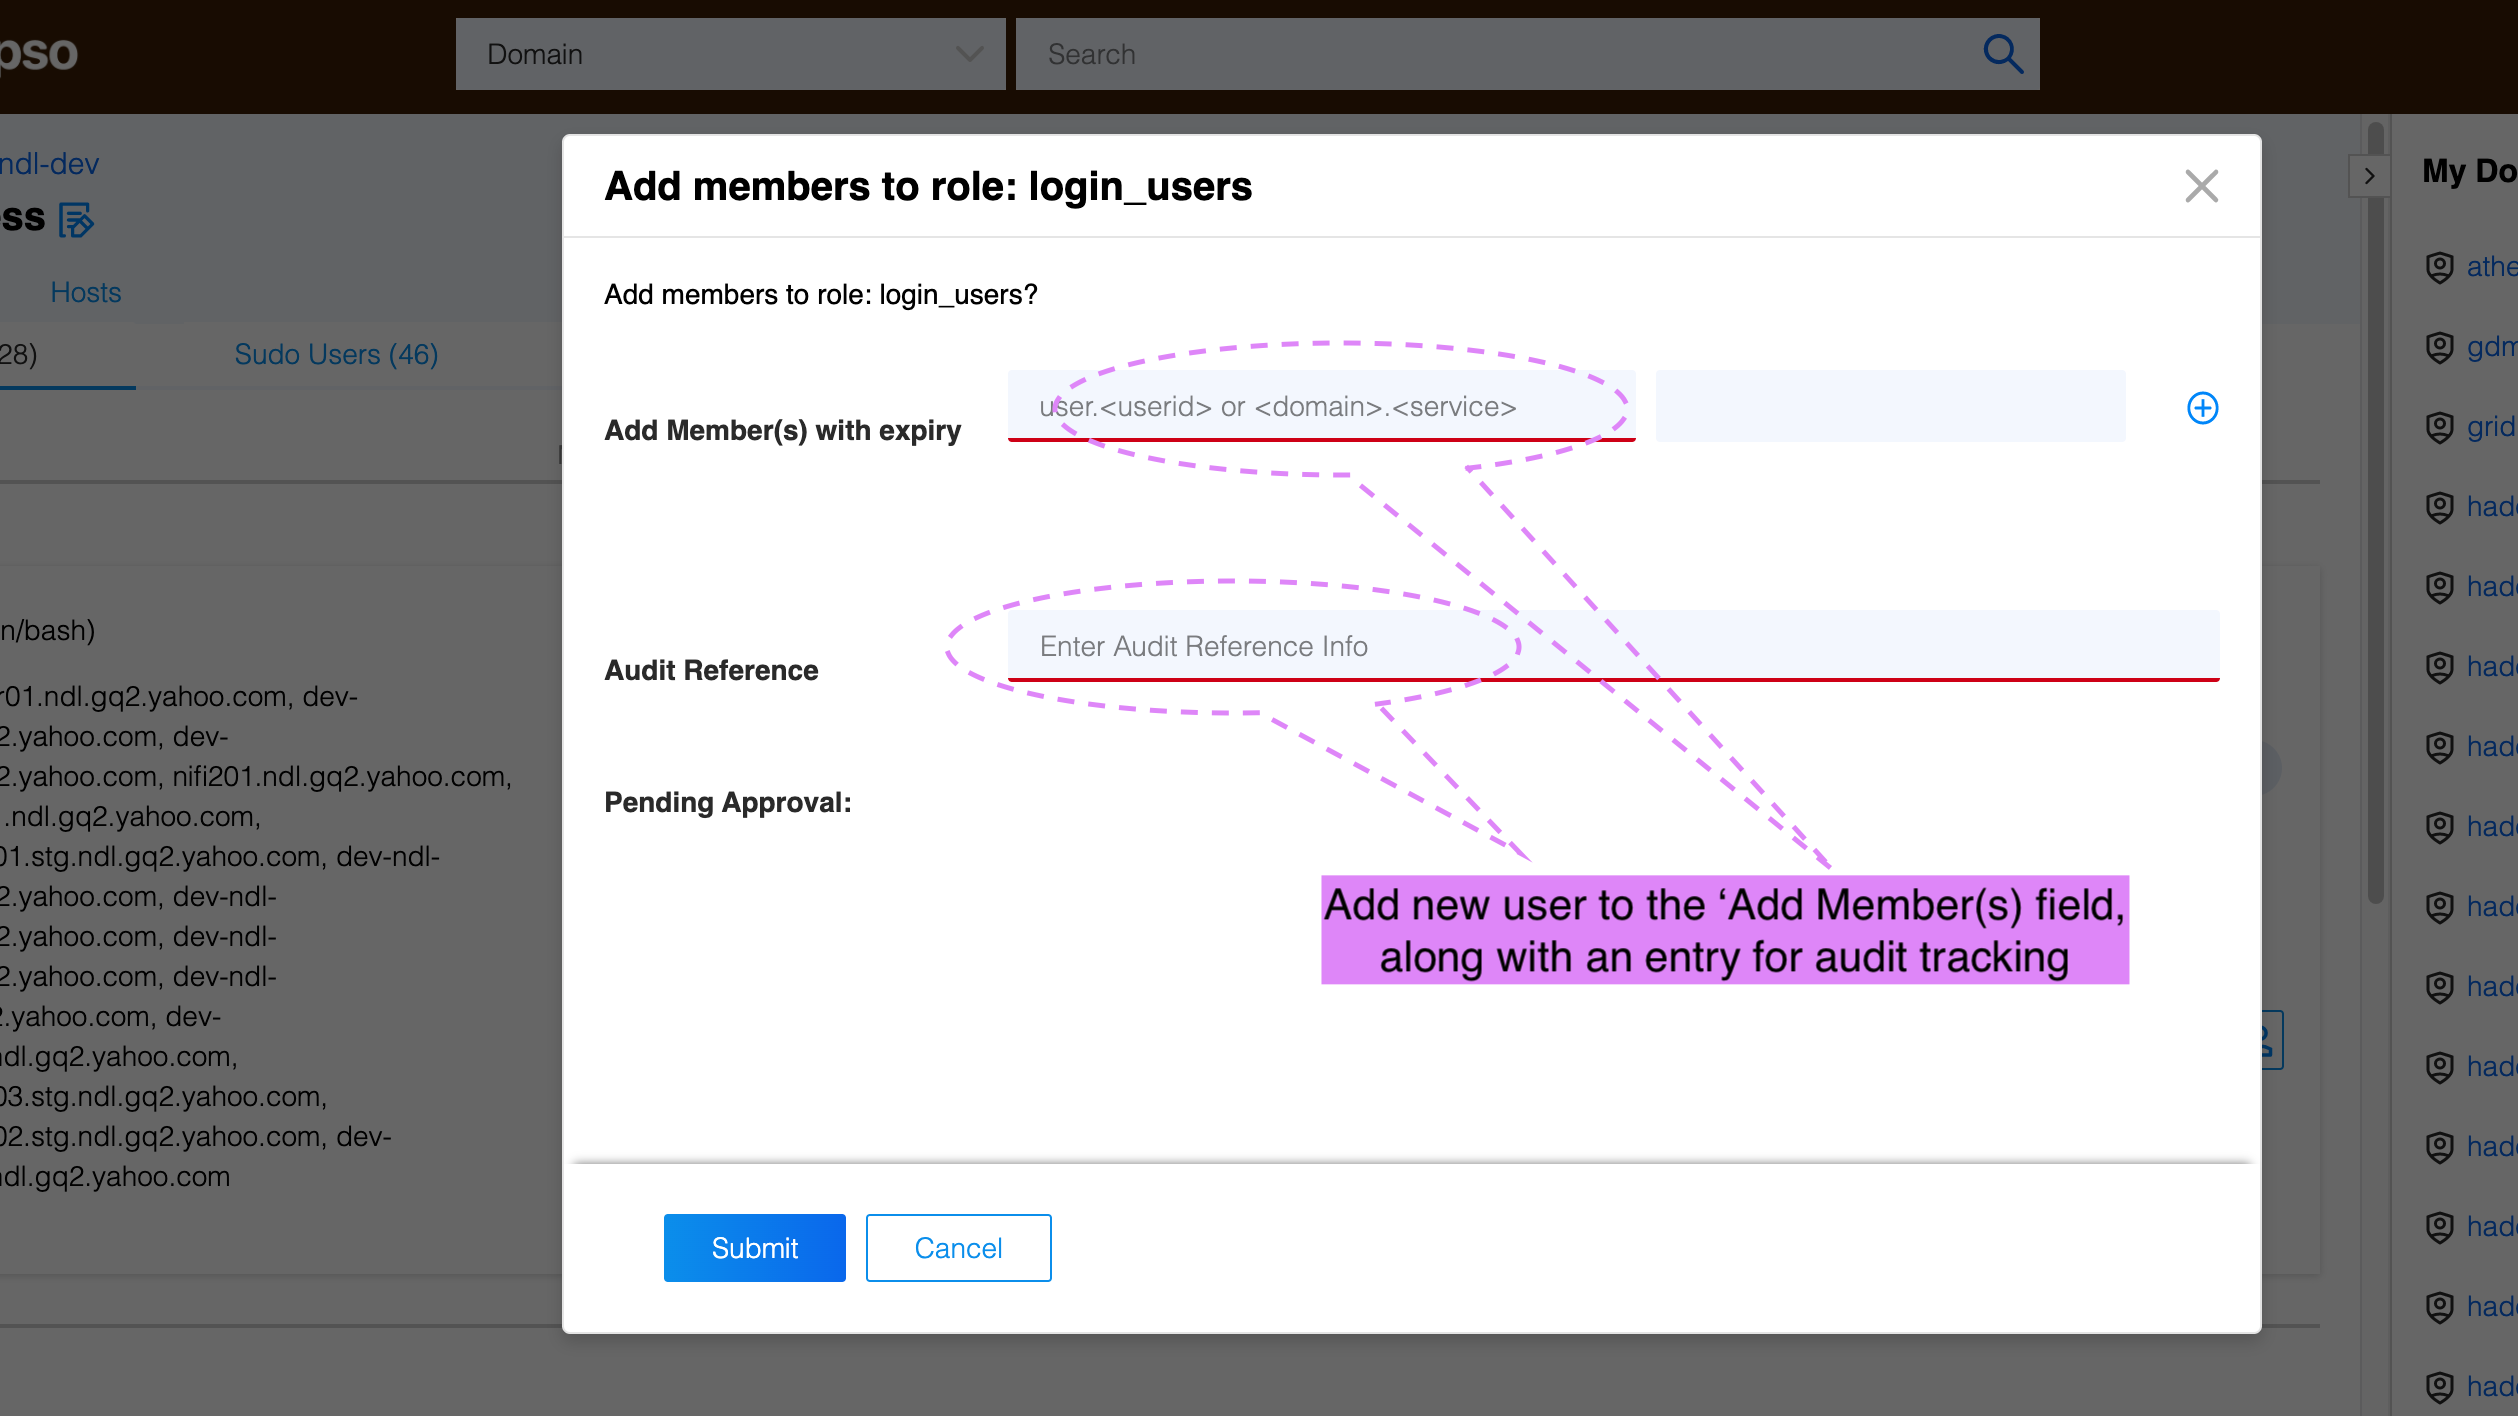 pso
Domain
Search
ndl-dev
ss
Hosts
28)
Sudo Users (46)
n/bash)
r01.ndl.gq2.yahoo.com, dev-
2.yahoo.com, dev-
2.yahoo.com, nifi201.ndl.gq2.yahoo.com,
.ndl.gq2.yahoo.com,
01.stg.ndl.gq2.yahoo.com, dev-ndl-
2.yahoo.com, dev-ndl-
2.yahoo.com, dev-ndl-
2.yahoo.com, dev-ndl-
2.yahoo.com, dev-
ndl.gq2.yahoo.com,
03.stg.ndl.gq2.yahoo.com,
02.stg.ndl.gq2.yahoo.com, dev-
ndl.gq2.yahoo.com
Add members to role: login_users
Add members to role: login_users?
Add Member(s) with expiry
user.<userid> or <domain>.<service>
Audit Reference
Enter Audit Reference Info
Pending Approval:
Add new user to the ‘Add Member(s) field,
along with an entry for audit tracking
Submit
Cancel
My Do
athe
gdm
grid
had
had
had
had
had
had
had
had
had
had
had
had